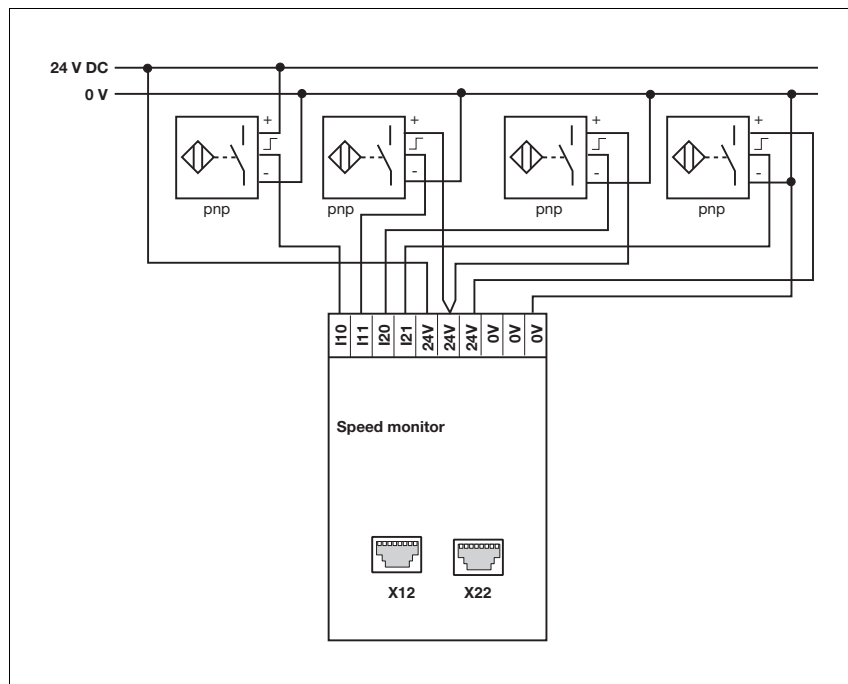 24 V DC
0 V
+ + + +
- - - -
pnp pnp pnp pnp
I10 I11 I20 I21 24V 24V 24V 0V 0V 0V
Speed monitor
X12 X22